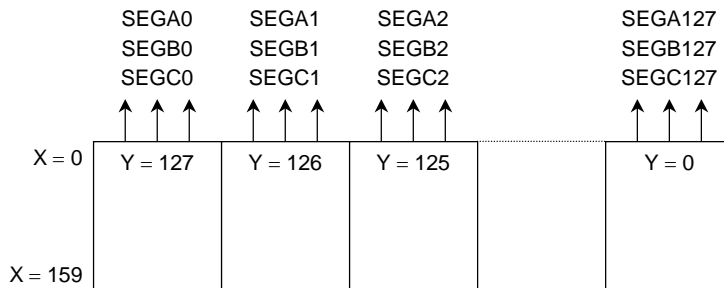 SEGA0 SEGA1 SEGA2 SEGA127
SEGB0 SEGB1 SEGB2 SEGB127
SEGC0 SEGC1 SEGC2 SEGC127
X = 0 Y = 127 Y = 126 Y = 125 Y = 0
X = 159